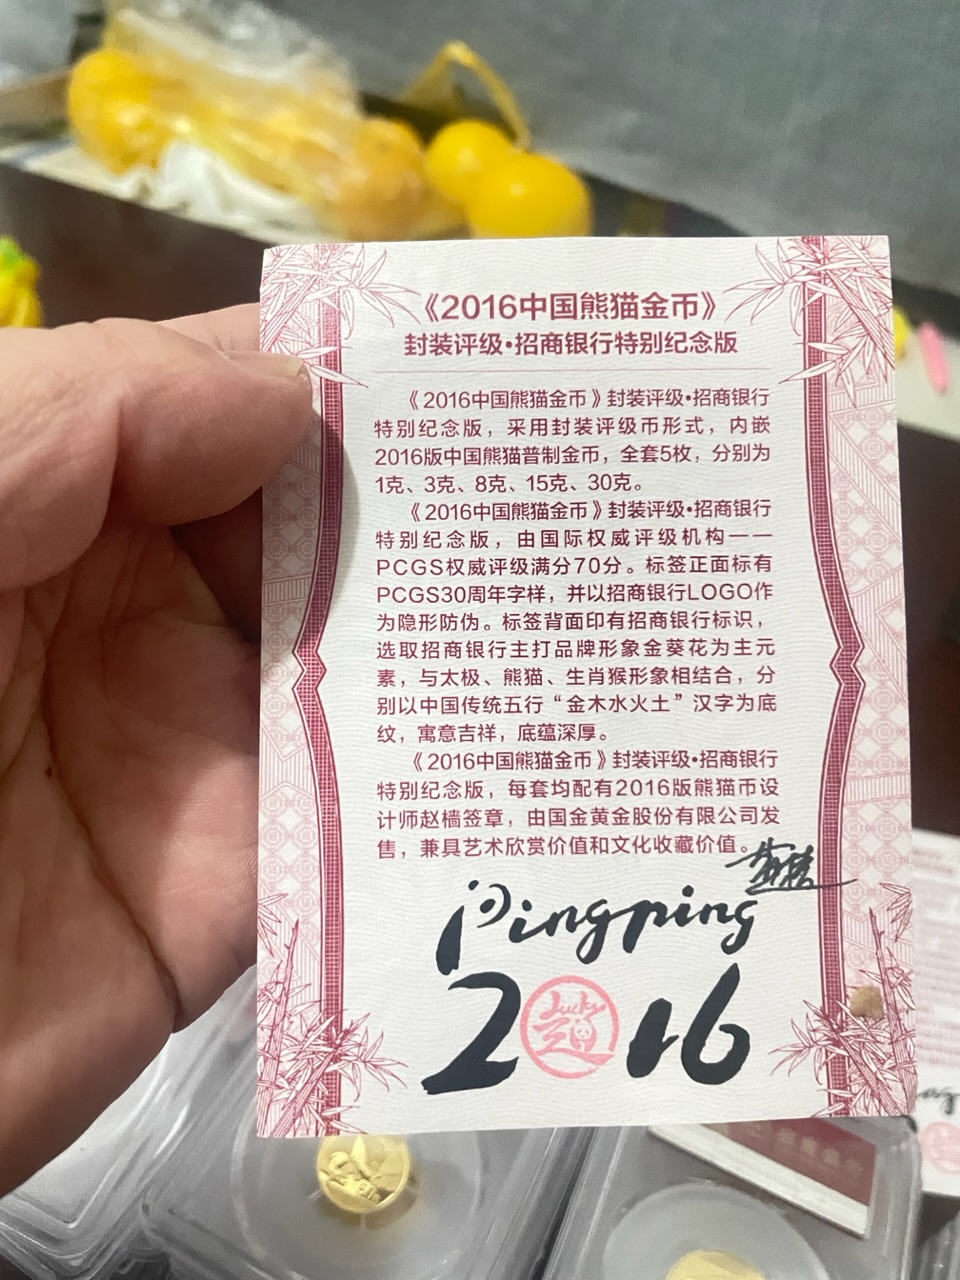 《2016中国熊猫金币》
封装评级•招商银行特别纪念版
《2016中国熊猫金币》封装评级•招商银行
特别纪念版，采用封装评级币形式，内嵌
2016版中国熊猫普制金币，全套5枚，分别为
1克、3克、8克、15克、30克。
《2016中国熊猫金币》封装评级•招商银行
特别纪念版，由国际权威评级机构——
PCGS权威评级满分70分。标签正面标有
PCGS30周年字样，并以招商银行LOGO作
为隐形防伪。标签背面印有招商银行标识，
选取招商银行主打品牌形象金葵花为主元
素，与太极、熊猫、生肖猴形象相结合，分
别以中国传统五行“金木水火土”汉字为底
纹，寓意吉祥，底蕴深厚。
《2016中国熊猫金币》封装评级•招商银行
特别纪念版，每套均配有2016版熊猫币设
计师赵樯签章，由国金黄金股份有限公司发
售，兼具艺术欣赏价值和文化收藏价值。
Pingping
2016
Lucky